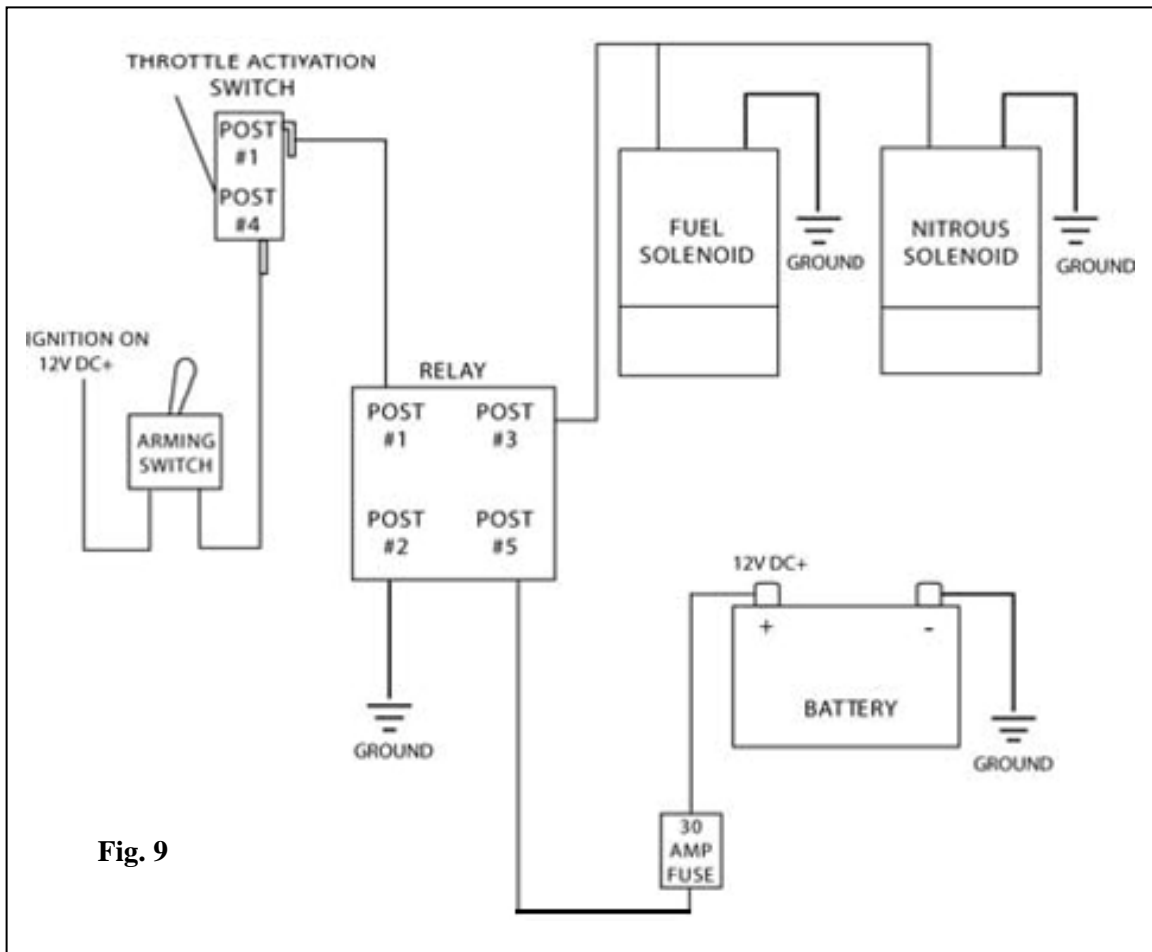 THROTTLE ACTIVATION
SWITCH
POST
#1
POST
#4
IGNITION ON
12V DC+
ARMING
SWITCH
RELAY
POST
#1
POST
#3
POST
#2
POST
#5
GROUND
FUEL
SOLENOID
GROUND
NITROUS
SOLENOID
GROUND
12V DC+
+
-
BATTERY
GROUND
30
AMP
FUSE
Fig. 9